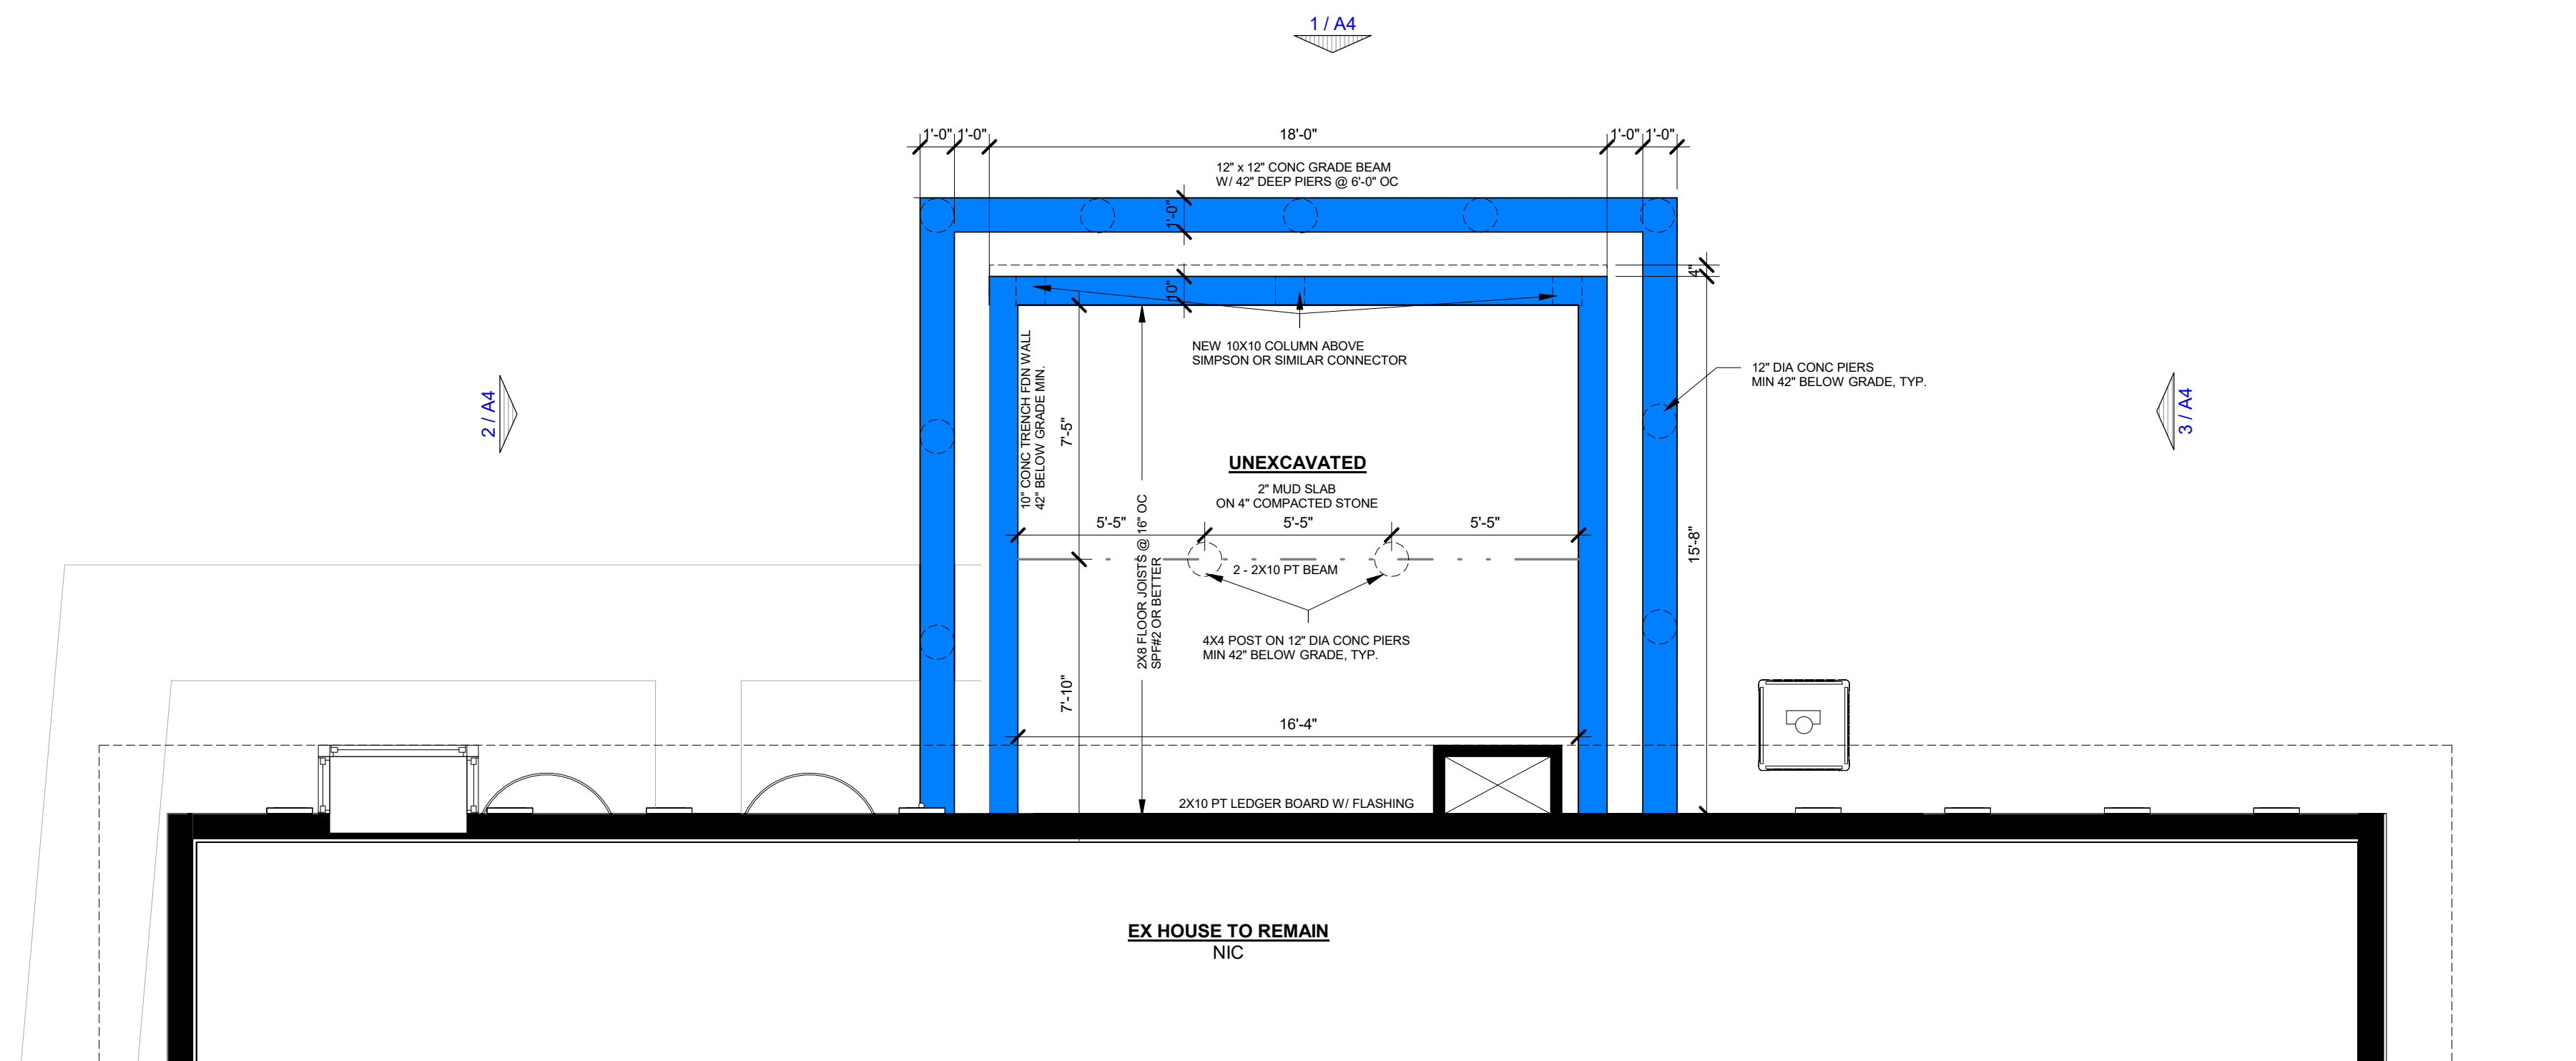 1 / A4
1'-0"
1'-0"
18'-0"
1'-0"
1'-0"
12" x 12" CONC GRADE BEAM
W/ 42" DEEP PIERS @ 6'-0" OC
1'-0"
4"
10"
NEW 10X10 COLUMN ABOVE
SIMPSON OR SIMILAR CONNECTOR
12" DIA CONC PIERS
MIN 42" BELOW GRADE, TYP.
2 / A4
3 / A4
10" CONC TRENCH FDN WALL
42" BELOW GRADE MIN.
7'-5"
UNEXCAVATED
2" MUD SLAB
ON 4" COMPACTED STONE
5'-5"
5'-5"
5'-5"
15'-8"
2X8 FLOOR JOISTS @ 16" OC
SPF#2 OR BETTER
2 - 2X10 PT BEAM
4X4 POST ON 12" DIA CONC PIERS
MIN 42" BELOW GRADE, TYP.
7'-10"
16'-4"
2X10 PT LEDGER BOARD W/ FLASHING
EX HOUSE TO REMAIN
NIC